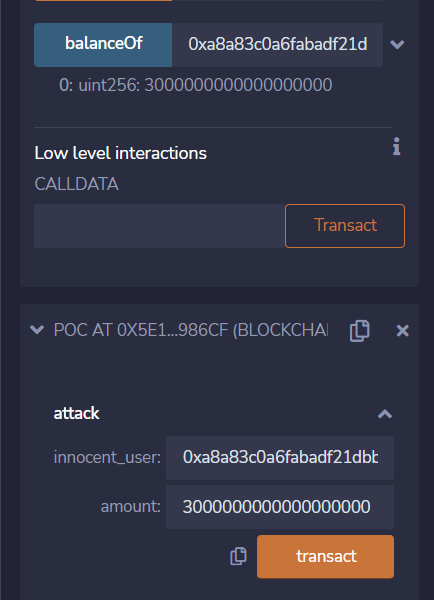 balanceOf 0xa8a83c0a6fabadf21d
0: uint256: 3000000000000000000
Low level interactions
CALLDATA
Transact
POC AT 0X5E1...986CF (BLOCKCHAI
attack
innocent_user: 0xa8a83c0a6fabadf21dbb
amount: 3000000000000000000
transact